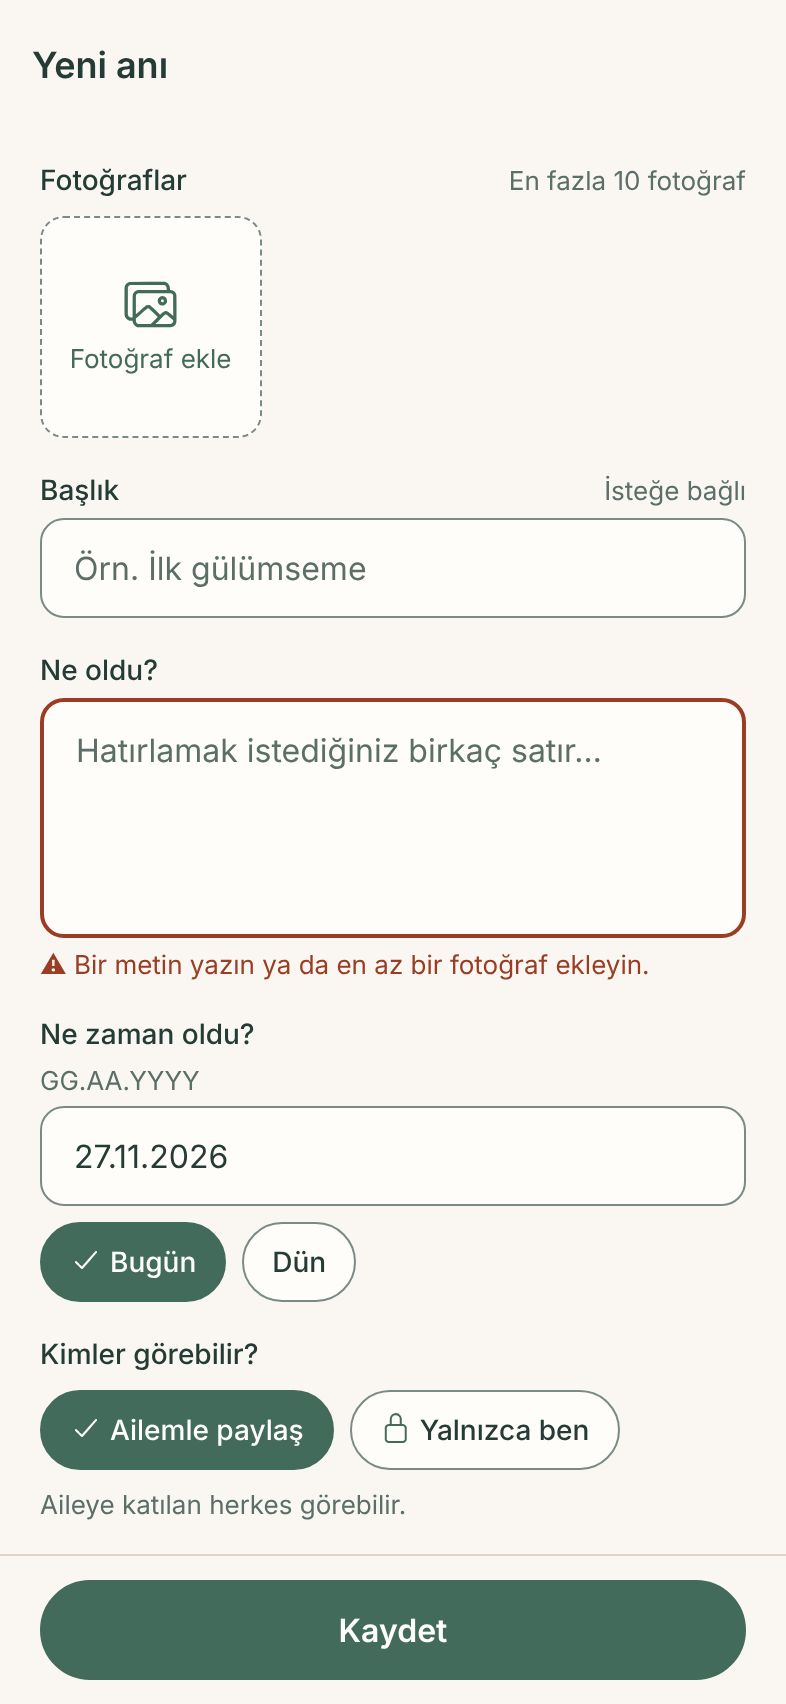 Yeni anı
Fotoğraflar
En fazla 10 fotoğraf
Fotoğraf ekle
Başlık
İsteğe bağlı
Örn. İlk gülümseme
Ne oldu?
Hatırlamak istediğiniz birkaç satır...
Bir metin yazın ya da en az bir fotoğraf ekleyin.
Ne zaman oldu?
GG.AA.YYYY
27.11.2026
Bugün
Dün
Kimler görebilir?
Ailemle paylaş
Yalnızca ben
Aileye katılan herkes görebilir.
Kaydet